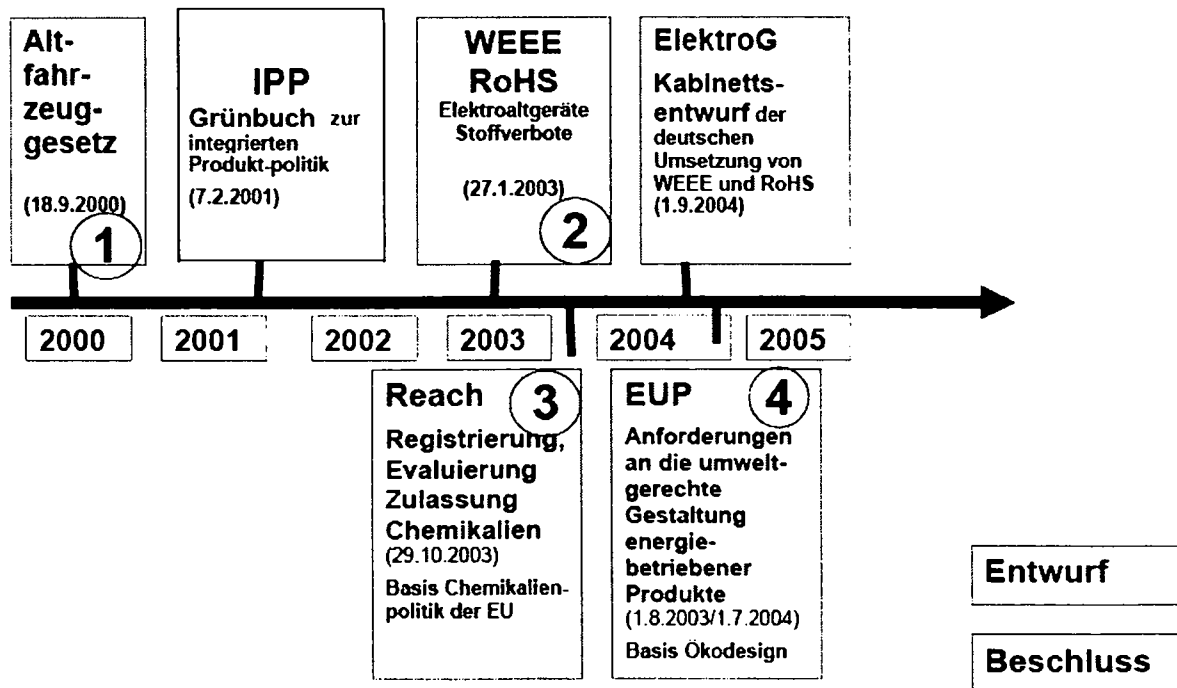 Alt-
fahr-
zeug-
gesetz
(18.9.2000)
1
IPP
Grünbuch zur
integrierten
Produkt-politik
(7.2.2001)
WEEE
RoHS
Elektroaltgeräte
Stoffverbote
(27.1.2003)
2
ElektroG
Kabinetts-
entwurf der
deutschen
Umsetzung von
WEEE und RoHS
(1.9.2004)
2000
2001
2002
2003
2004
2005
Reach
3
Registrierung,
Evaluierung
Zulassung
Chemikalien
(29.10.2003)
Basis Chemikalien-
politik der EU
EUP
4
Anforderungen
an die umwelt-
gerechte
Gestaltung
energie-
betriebener
Produkte
(1.8.2003/1.7.2004)
Basis Ökodesign
Entwurf
Beschluss